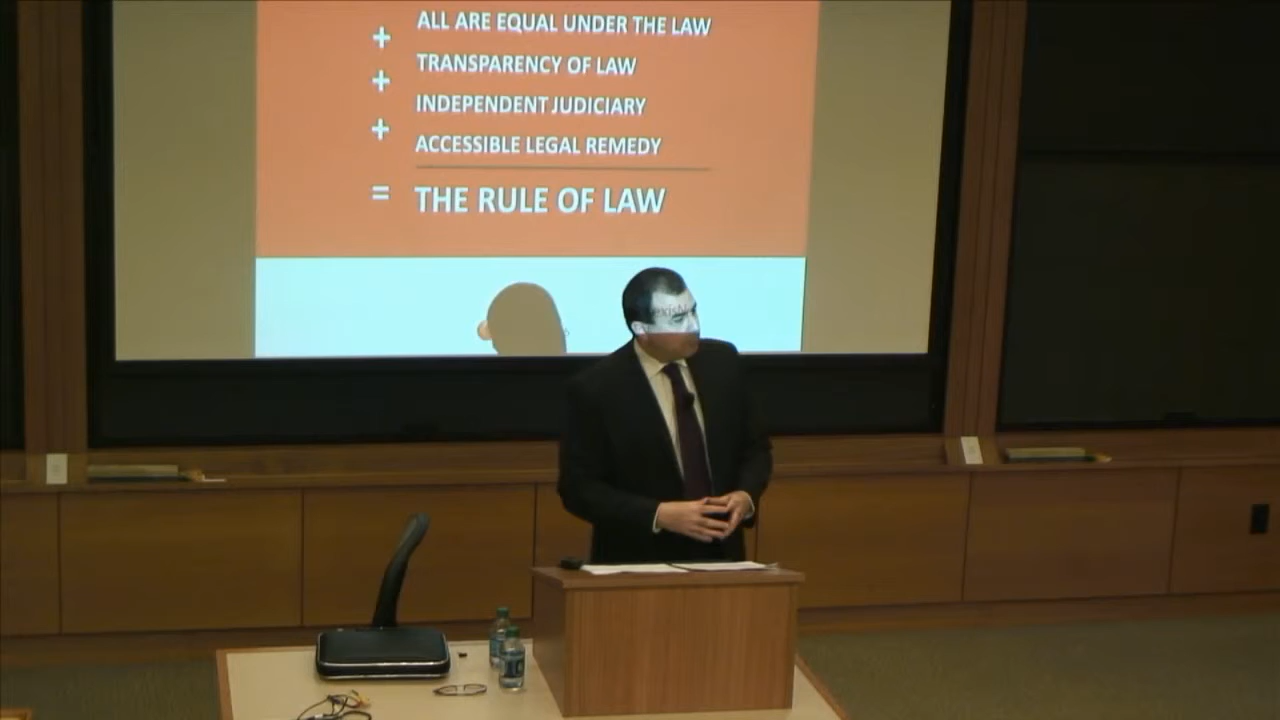 ALL ARE EQUAL UNDER THE LAW
+ TRANSPARENCY OF LAW
+ INDEPENDENT JUDICIARY
+ ACCESSIBLE LEGAL REMEDY
= THE RULE OF LAW